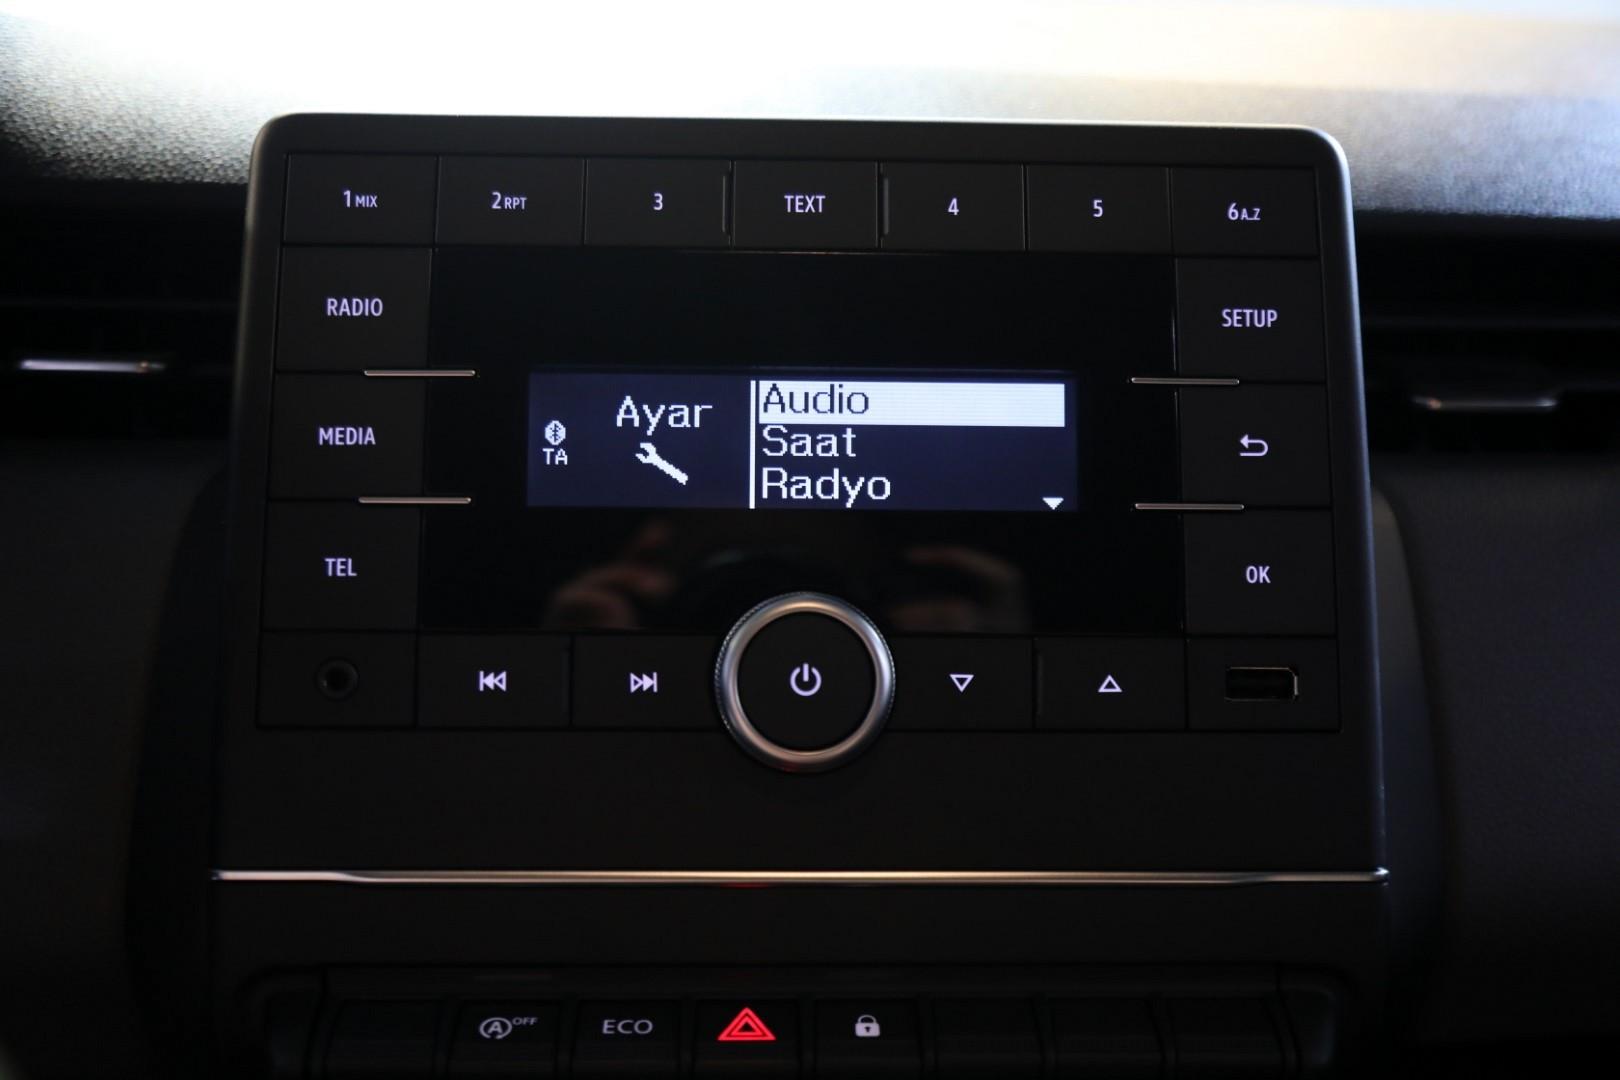 1 MIX 2 RPT 3 TEXT 4 5 6 A..Z
RADIO
SETUP
MEDIA
TEL
OK
TA
Ayar
Audio
Saat
Radyo
A OFF ECO